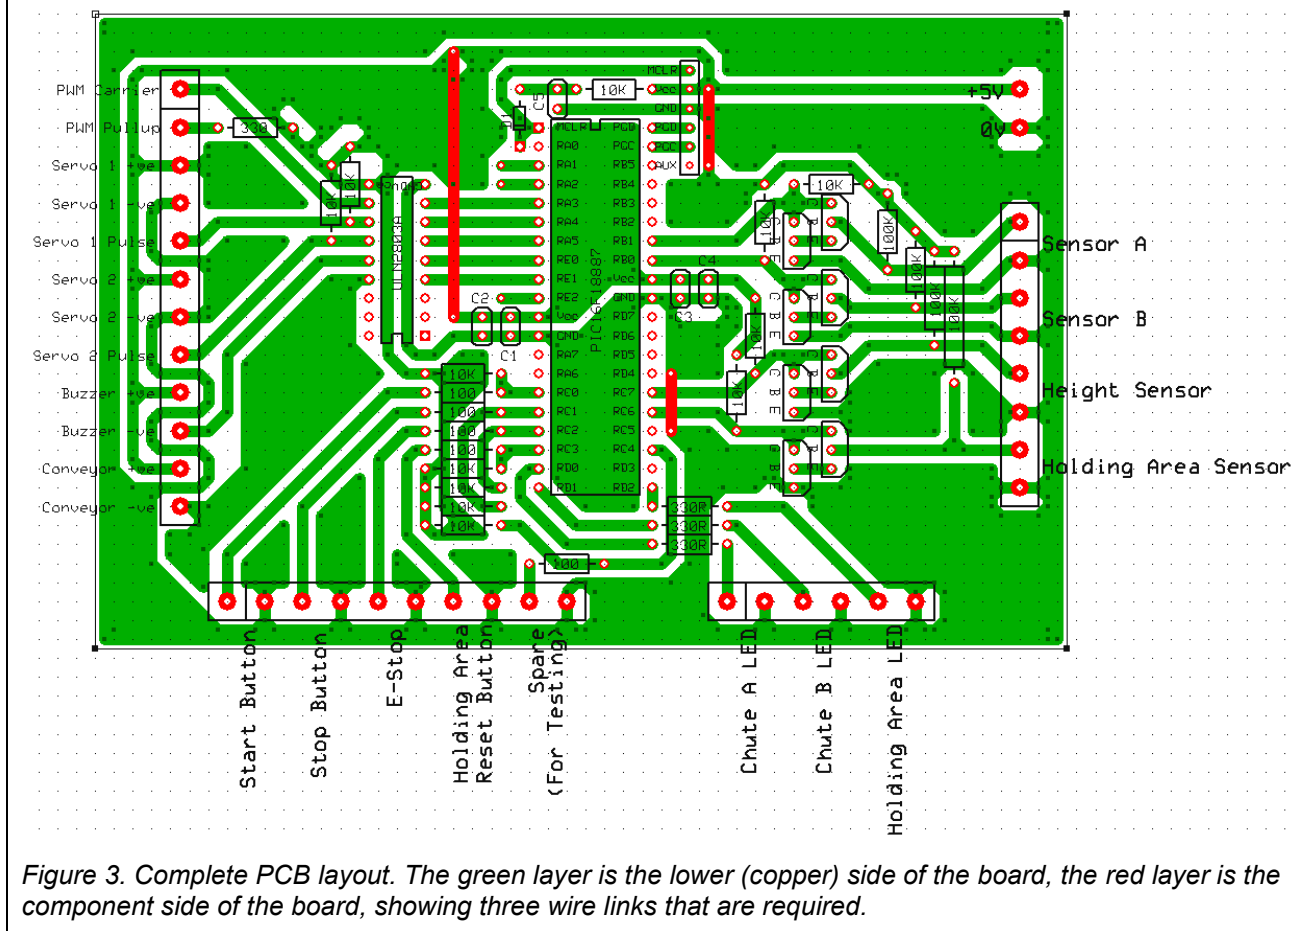 PWM Carrier
PWM Pullup
Servo 1 +ve
Servo 1 -ve
Servo 1 Pulse
Servo 2 +ve
Servo 2 -ve
Servo 2 Pulse
Buzzer +ve
Buzzer -ve
Conveyor +ve
Conveyor -ve
330
10K
10K
ULN2803A
C5
10K
MCLR
Vcc
GND
PGD
PGC
AUX
MCLR
RA0
RA1
RA2
RA3
RA4
RA5
RE0
RE1
RE2
Vcc
GND
RA7
RA6
RC0
RC1
RC2
RC3
RD0
RD1
PIC16F18887
PGD
PGC
RB5
RB4
RB3
RB2
RB1
RB0
Vcc
GND
RD7
RD6
RD5
RD4
RC7
RC6
RC5
RC4
RD3
RD2
C2
C1
C3
C4
10K
100
100
100
100
10K
10K
10K
10K
100
330R
330R
330R
10K
10K
10K
10K
100K
100K
100K
100K
C B E
C B E
C B E
C B E
C B E
C B E
C B E
C B E
+5V
0V
Sensor A
Sensor B
Height Sensor
Holding Area Sensor
Start Button
Stop Button
E-Stop
Holding Area
Reset Button
Spare
(For Testing)
Chute A LED
Chute B LED
Holding Area LED
Figure 3. Complete PCB layout. The green layer is the lower (copper) side of the board, the red layer is the
component side of the board, showing three wire links that are required.